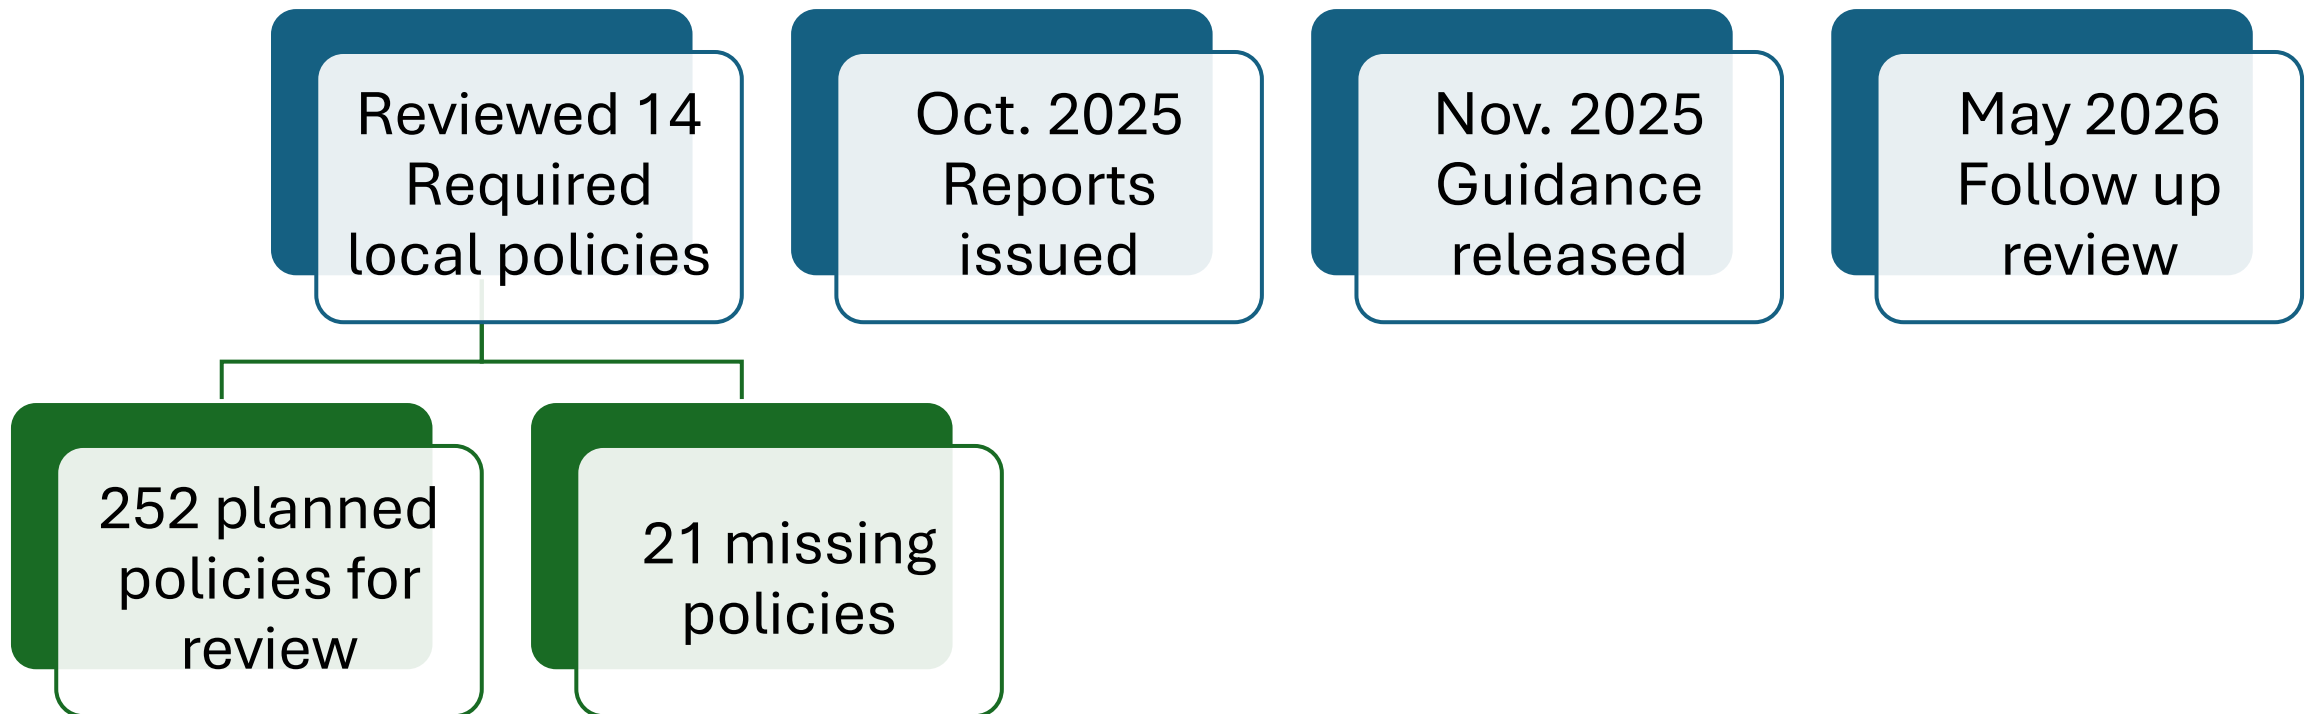 Reviewed 14
Required
local policies
Oct. 2025
Reports
issued
Nov. 2025
Guidance
released
May 2026
Follow up
review
252 planned
policies for
review
21 missing
policies